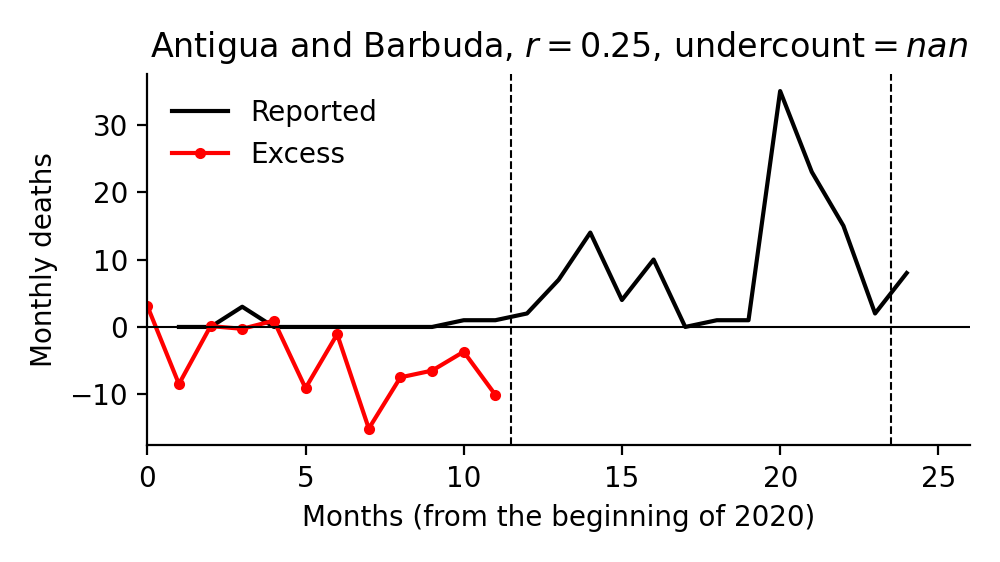 Antigua and Barbuda, r = 0.25, undercount = nan
Reported
Excess
Monthly deaths
30
20
10
0
−10
0 5 10 15 20 25
Months (from the beginning of 2020)